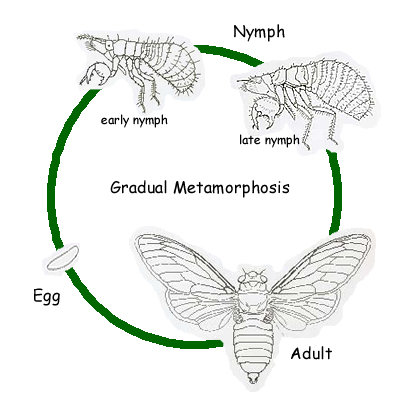 Nymph
early nymph
late nymph
Gradual Metamorphosis
Egg
Adult